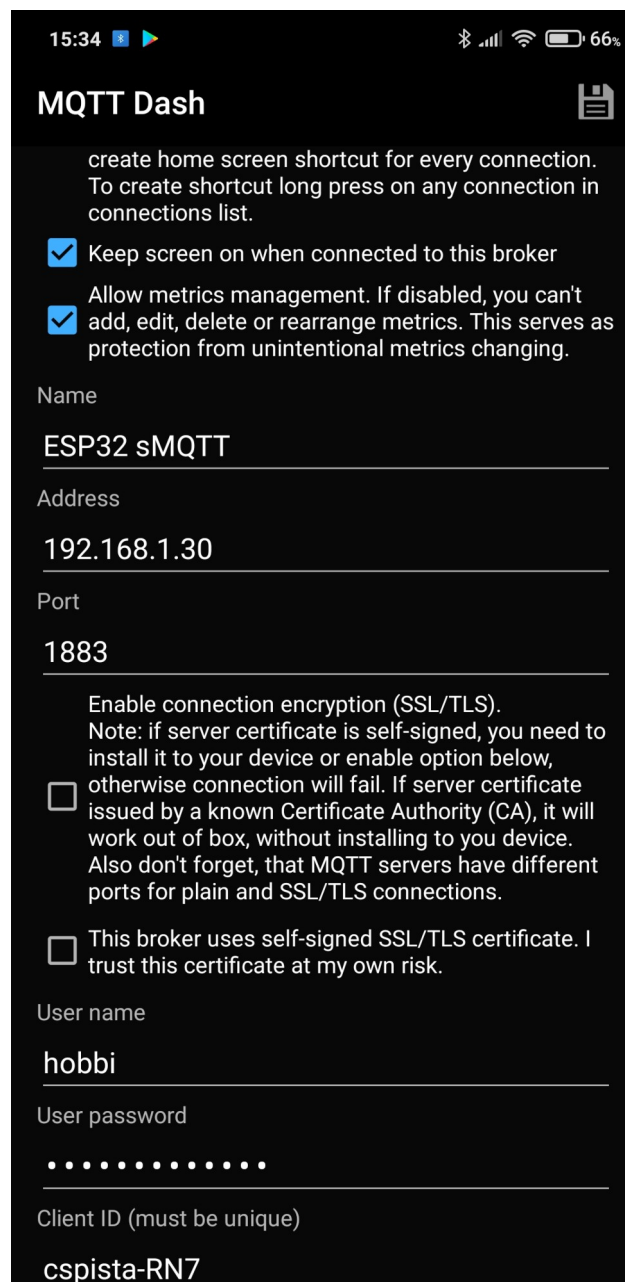 15:34 66%
MQTT Dash
create home screen shortcut for every connection.
To create shortcut long press on any connection in
connections list.
Keep screen on when connected to this broker
Allow metrics management. If disabled, you can't
add, edit, delete or rearrange metrics. This serves as
protection from unintentional metrics changing.
Name
ESP32 sMQTT
Address
192.168.1.30
Port
1883
Enable connection encryption (SSL/TLS).
Note: if server certificate is self-signed, you need to
install it to your device or enable option below,
otherwise connection will fail. If server certificate
issued by a known Certificate Authority (CA), it will
work out of box, without installing to you device.
Also don't forget, that MQTT servers have different
ports for plain and SSL/TLS connections.
This broker uses self-signed SSL/TLS certificate. I
trust this certificate at my own risk.
User name
hobbi
User password
•••••••••••••
Client ID (must be unique)
cspista-RN7